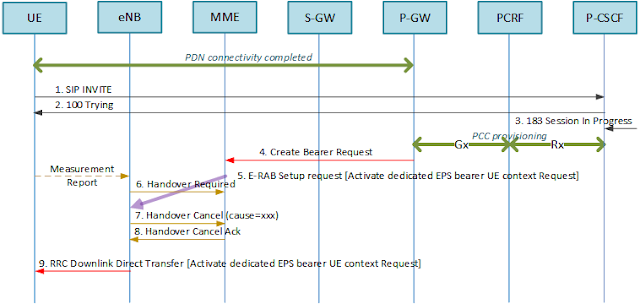 UE eNB MME S-GW P-GW PCRF P-CSCF
PDN connectivity completed
1. SIP INVITE
2. 100 Trying
3. 183 Session In Progress
PCC provisioning
Gx Rx
4. Create Bearer Request
Measurement
Report
5. E-RAB Setup request [Activate dedicated EPS bearer UE context Request]
6. Handover Required
7. Handover Cancel (cause=xxx)
8. Handover Cancel Ack
9. RRC Downlink Direct Transfer [Activate dedicated EPS bearer UE context Request]